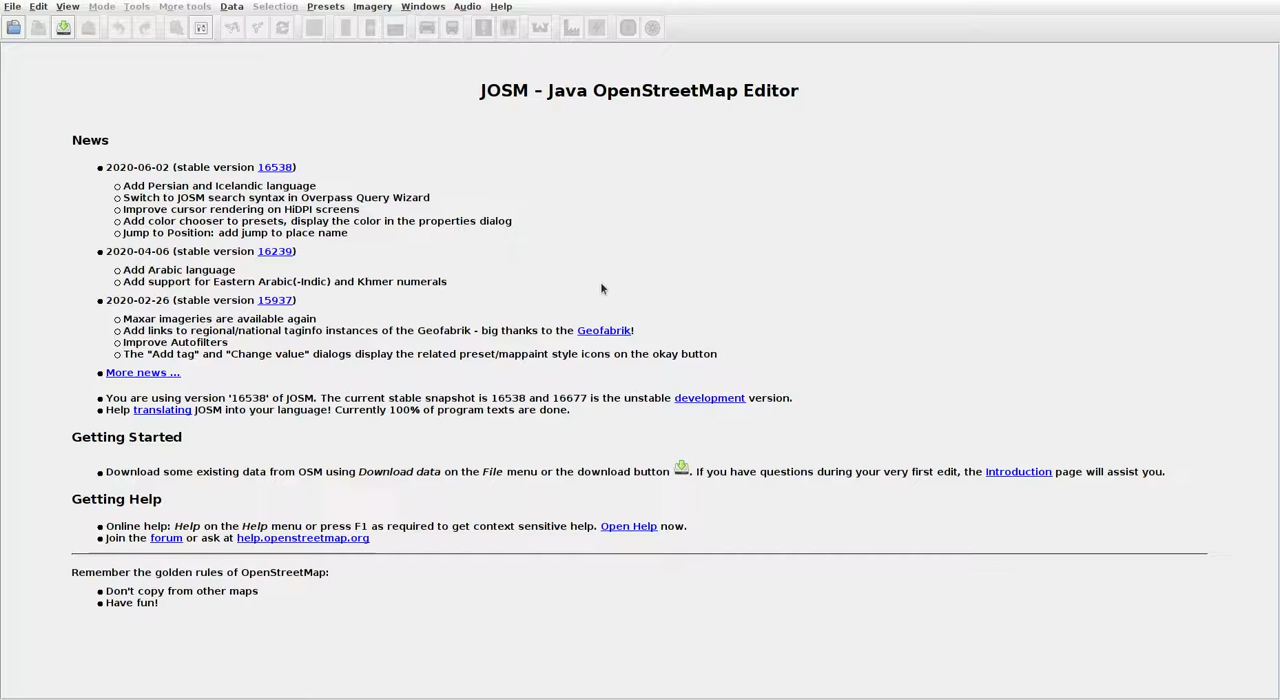 File Edit View Mode Tools More tools Data Selection Presets Imagery Windows Audio Help
JOSM – Java OpenStreetMap Editor
News
2020-06-02 (stable version 16538)
Add Persian and Icelandic language
Switch to JOSM search syntax in Overpass Query Wizard
Improve cursor rendering on HiDPI screens
Add color chooser to presets, display the color in the properties dialog
Jump to Position: add jump to place name
2020-04-06 (stable version 16239)
Add Arabic language
Add support for Eastern Arabic(-Indic) and Khmer numerals
2020-02-26 (stable version 15937)
Maxar imageries are available again
Add links to regional/national taginfo instances of the Geofabrik - big thanks to the Geofabrik!
Improve Autofilters
The "Add tag" and "Change value" dialogs display the related preset/mappaint style icons on the okay button
More news ...
You are using version '16538' of JOSM. The current stable snapshot is 16538 and 16677 is the unstable development version.
Help translating JOSM into your language! Currently 100% of program texts are done.
Getting Started
Download some existing data from OSM using Download data on the File menu or the download button . If you have questions during your very first edit, the Introduction page will assist you.
Getting Help
Online help: Help on the Help menu or press F1 as required to get context sensitive help. Open Help now.
Join the forum or ask at help.openstreetmap.org
Remember the golden rules of OpenStreetMap:
Don't copy from other maps
Have fun!